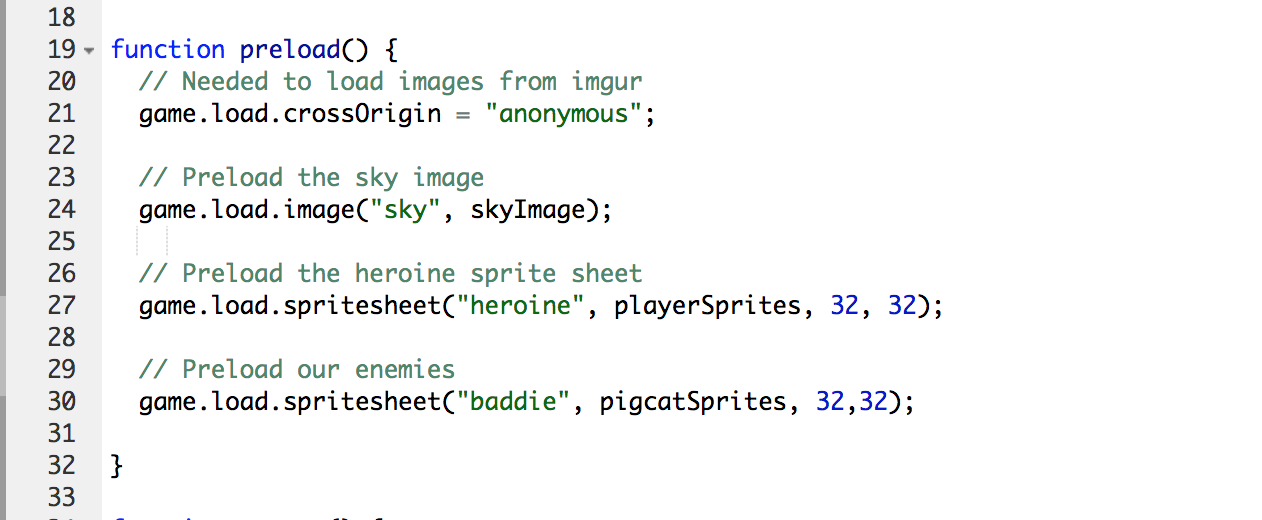 18
19 function preload() {
20 // Needed to load images from imgur
21 game.load.crossOrigin = "anonymous";
22
23 // Preload the sky image
24 game.load.image("sky", skyImage);
25
26 // Preload the heroine sprite sheet
27 game.load.spritesheet("heroine", playerSprites, 32, 32);
28
29 // Preload our enemies
30 game.load.spritesheet("baddie", pigcatSprites, 32,32);
31
32 }
33